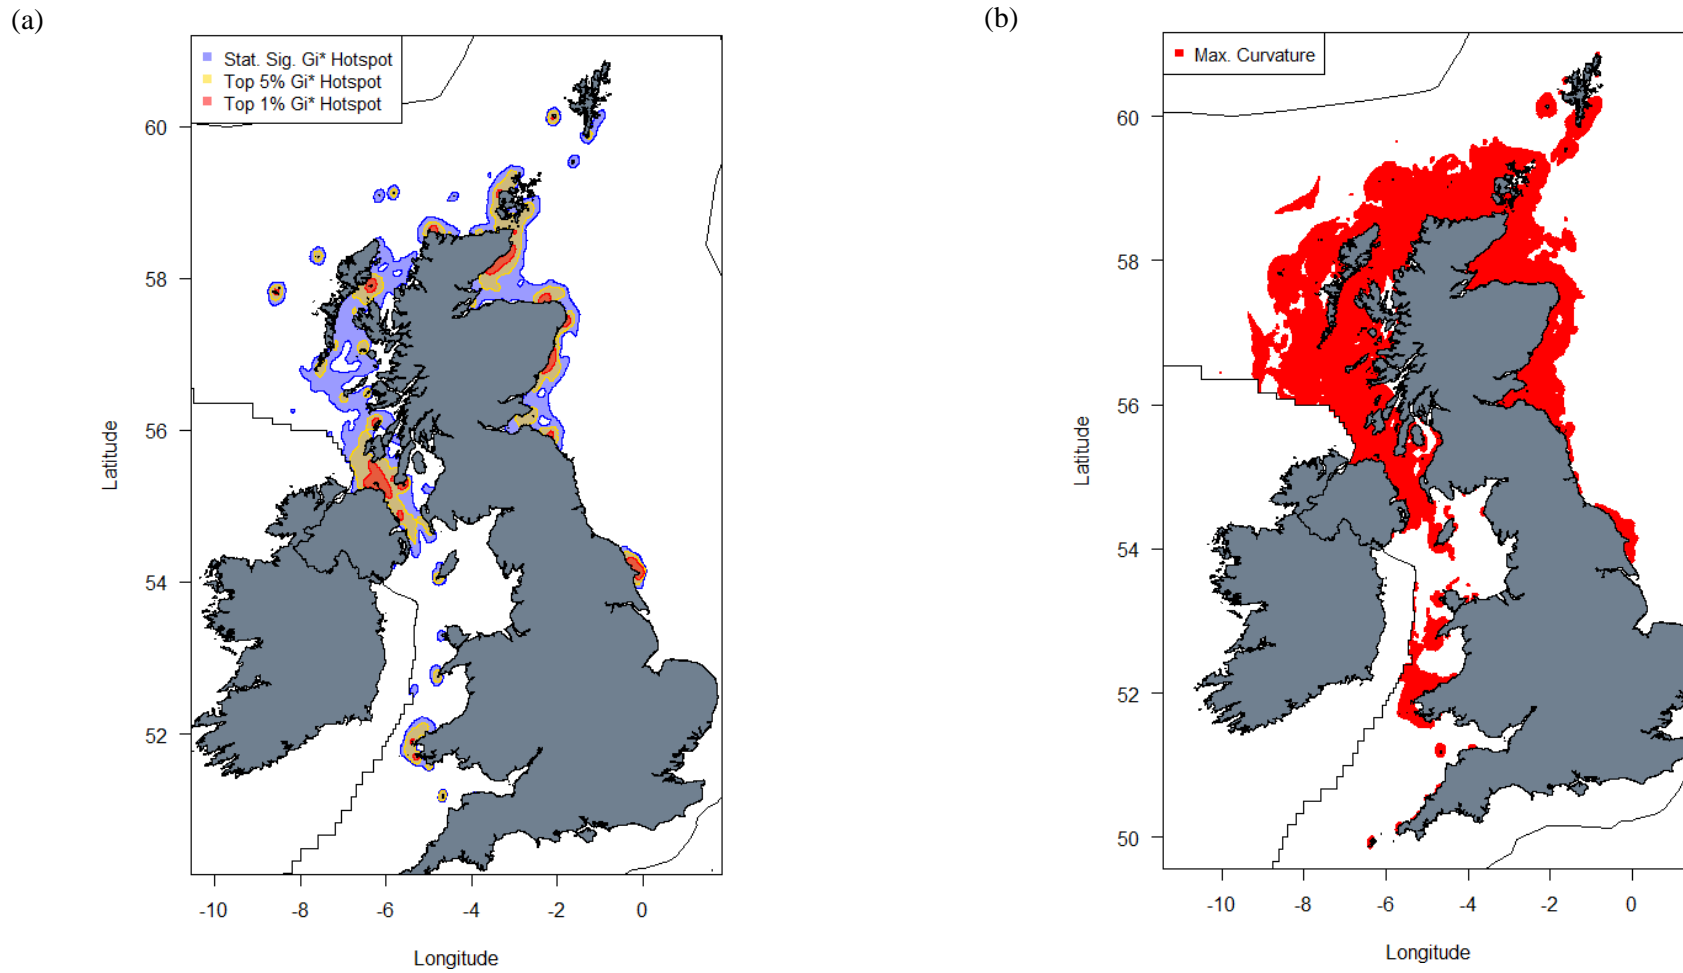 (a)
Stat. Sig. Gi* Hotspot
Top 5% Gi* Hotspot
Top 1% Gi* Hotspot
60
58
56
54
52
Latitude
-10
-8
-6
-4
-2
0
Longitude
(b)
Max. Curvature
60
58
56
54
52
50
Latitude
-10
-8
-6
-4
-2
0
Longitude